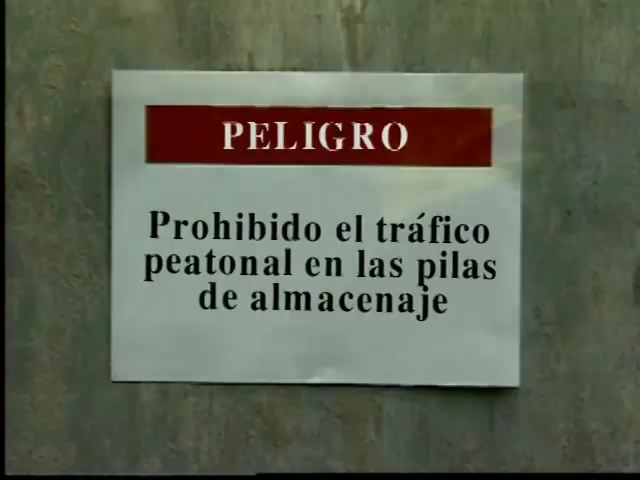 PELIGRO
Prohibido el tráfico
peatonal en las pilas
de almacenaje